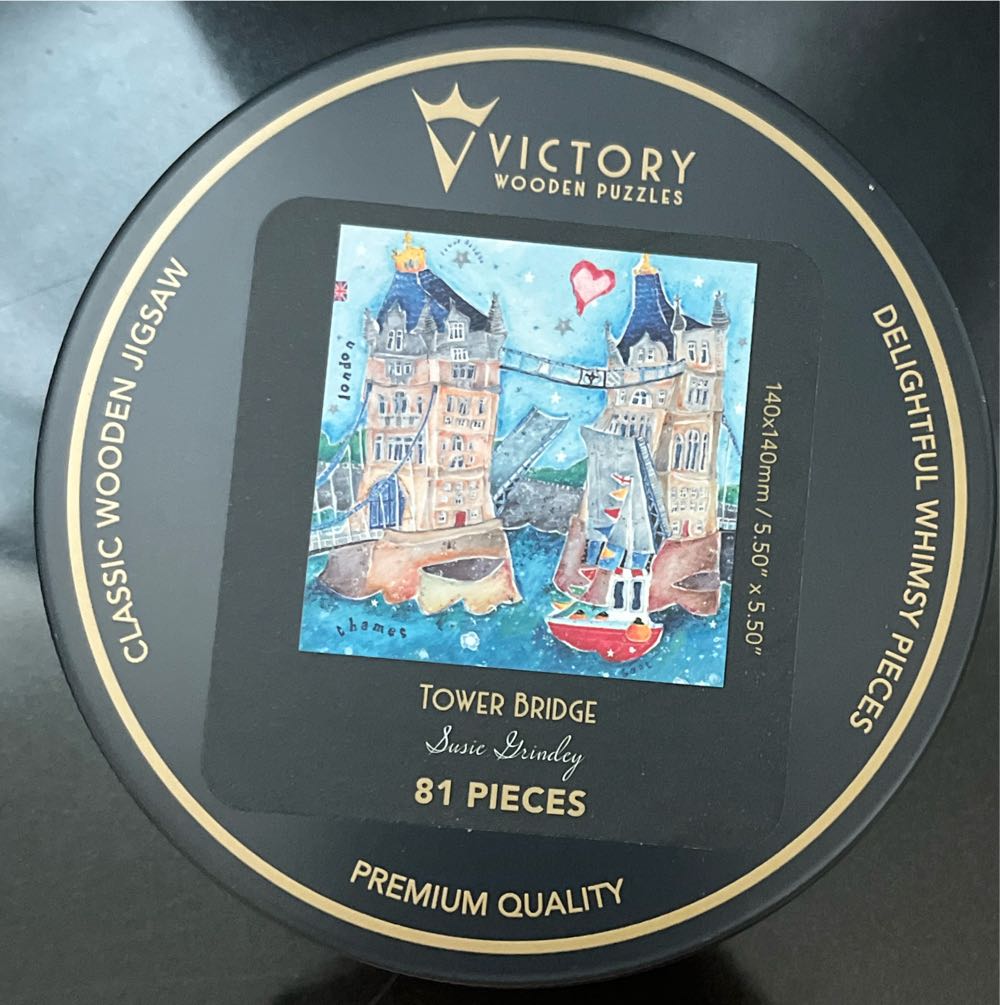 VICTORY
WOODEN PUZZLES
CLASSIC WOODEN JIGSAW
DELIGHTFUL WHIMSY PIECES
london
140x140mm / 5.50" x 5.50"
thames
boat
TOWER BRIDGE
Susie Grindey
81 PIECES
PREMIUM QUALITY